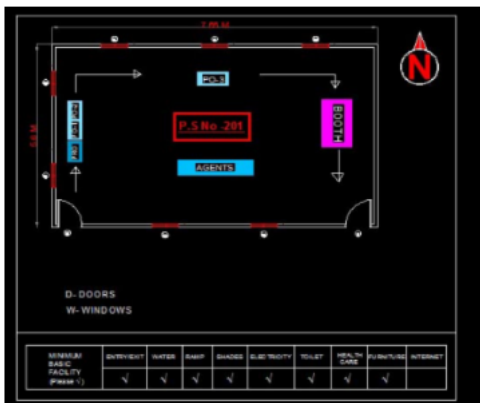 N
PO-3
P.S No -201
BOOTH
AGENTS
D- DOORS
W- WINDOWS
MINIMUM BASIC FACILITY (Please √)
ENTRY/EXIT WATER RAMP SHADES ELECTRICITY TOILET HEALTH CARE FURNITURE INTERNET
√ √ √ √ √ √ √ √